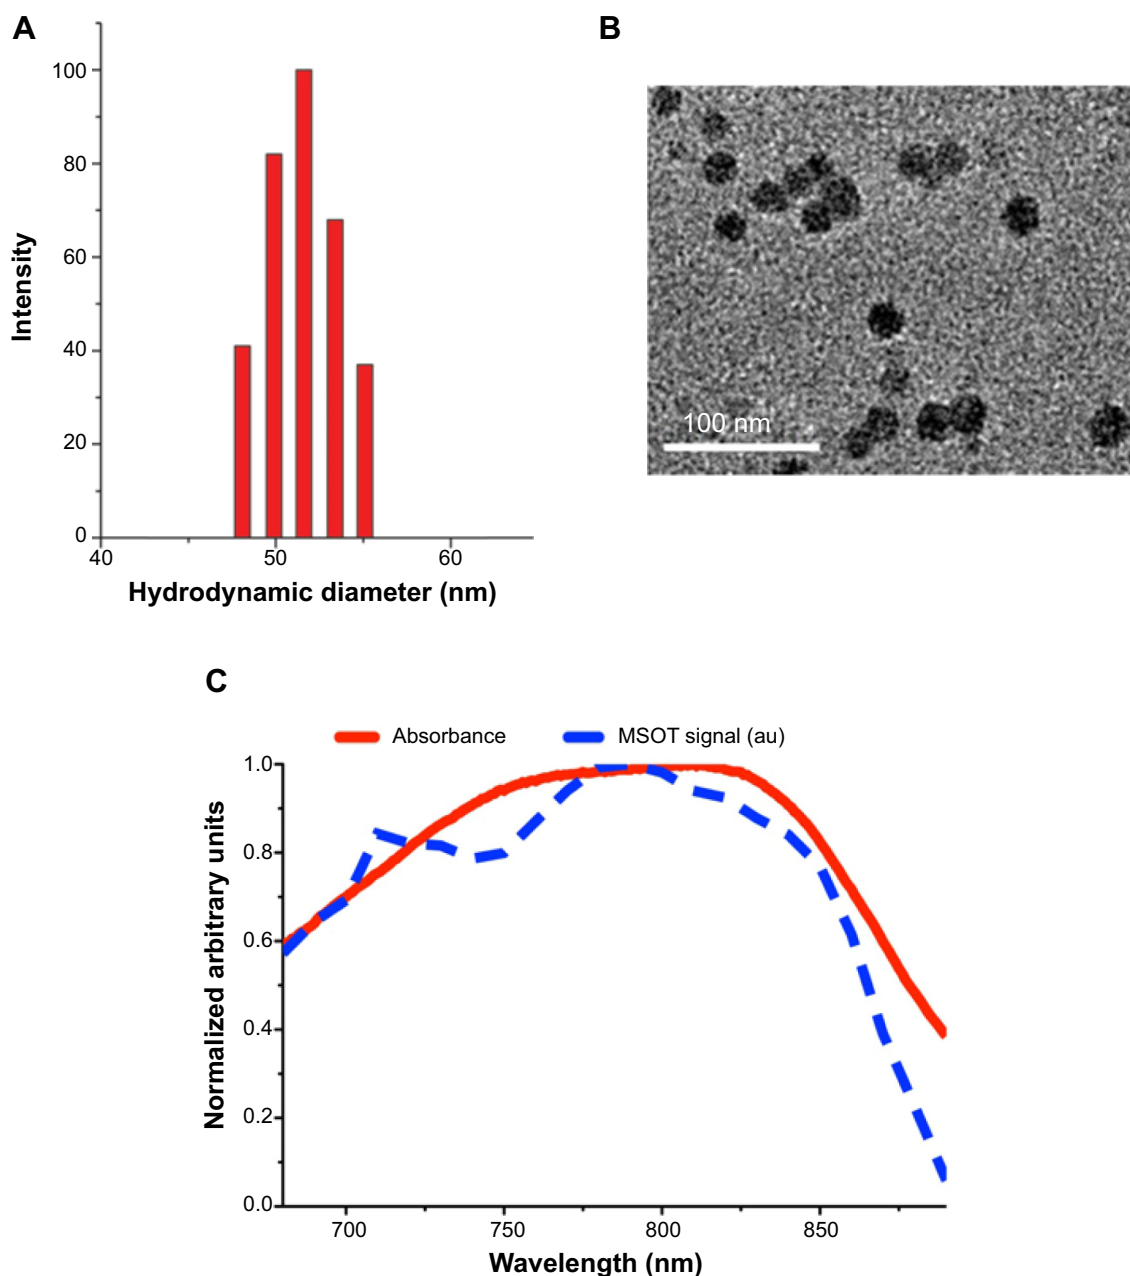 A
100
80
60
40
20
0
40
50
60
Intensity
Hydrodynamic diameter (nm)
B
100 nm
C
Absorbance
MSOT signal (au)
1.0
0.8
0.6
0.4
0.2
0.0
700
750
800
850
Normalized arbitrary units
Wavelength (nm)